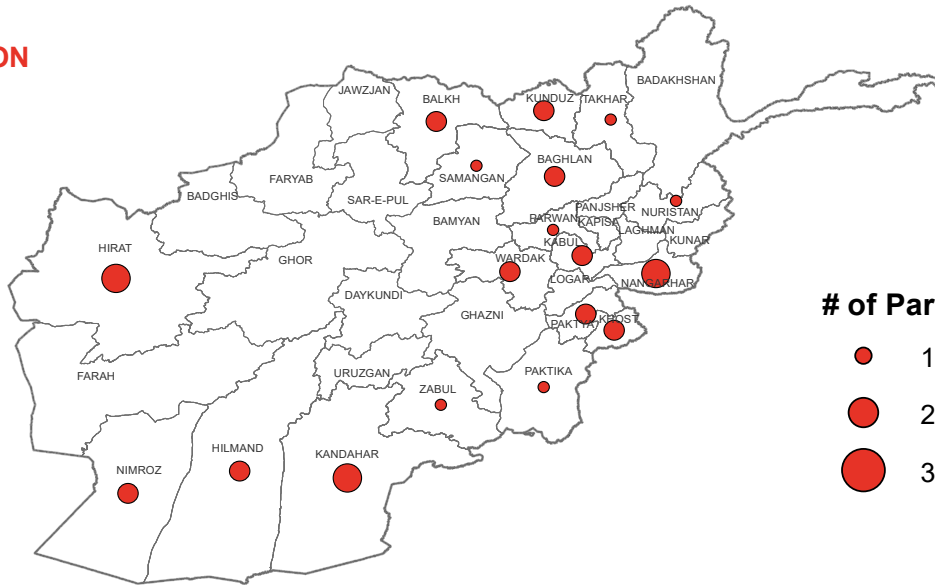 ON
BADAKHSHAN
JAWZJAN
BALKH
KUNDUZ
TAKHAR
BAGHLAN
SAMANGAN
FARYAB
BADGHIS
SAR-E-PUL
PANJSHER
NURISTAN
BAMYAN
PARWAN
KAPISA
LAGHMAN
KUNAR
KABUL
HIRAT
GHOR
WARDAK
LOGAR
NANGARHAR
DAYKUNDI
GHAZNI
PAKTYA
KHOST
# of Par
1
FARAH
URUZGAN
ZABUL
PAKTIKA
2
HILMAND
KANDAHAR
NIMROZ
3